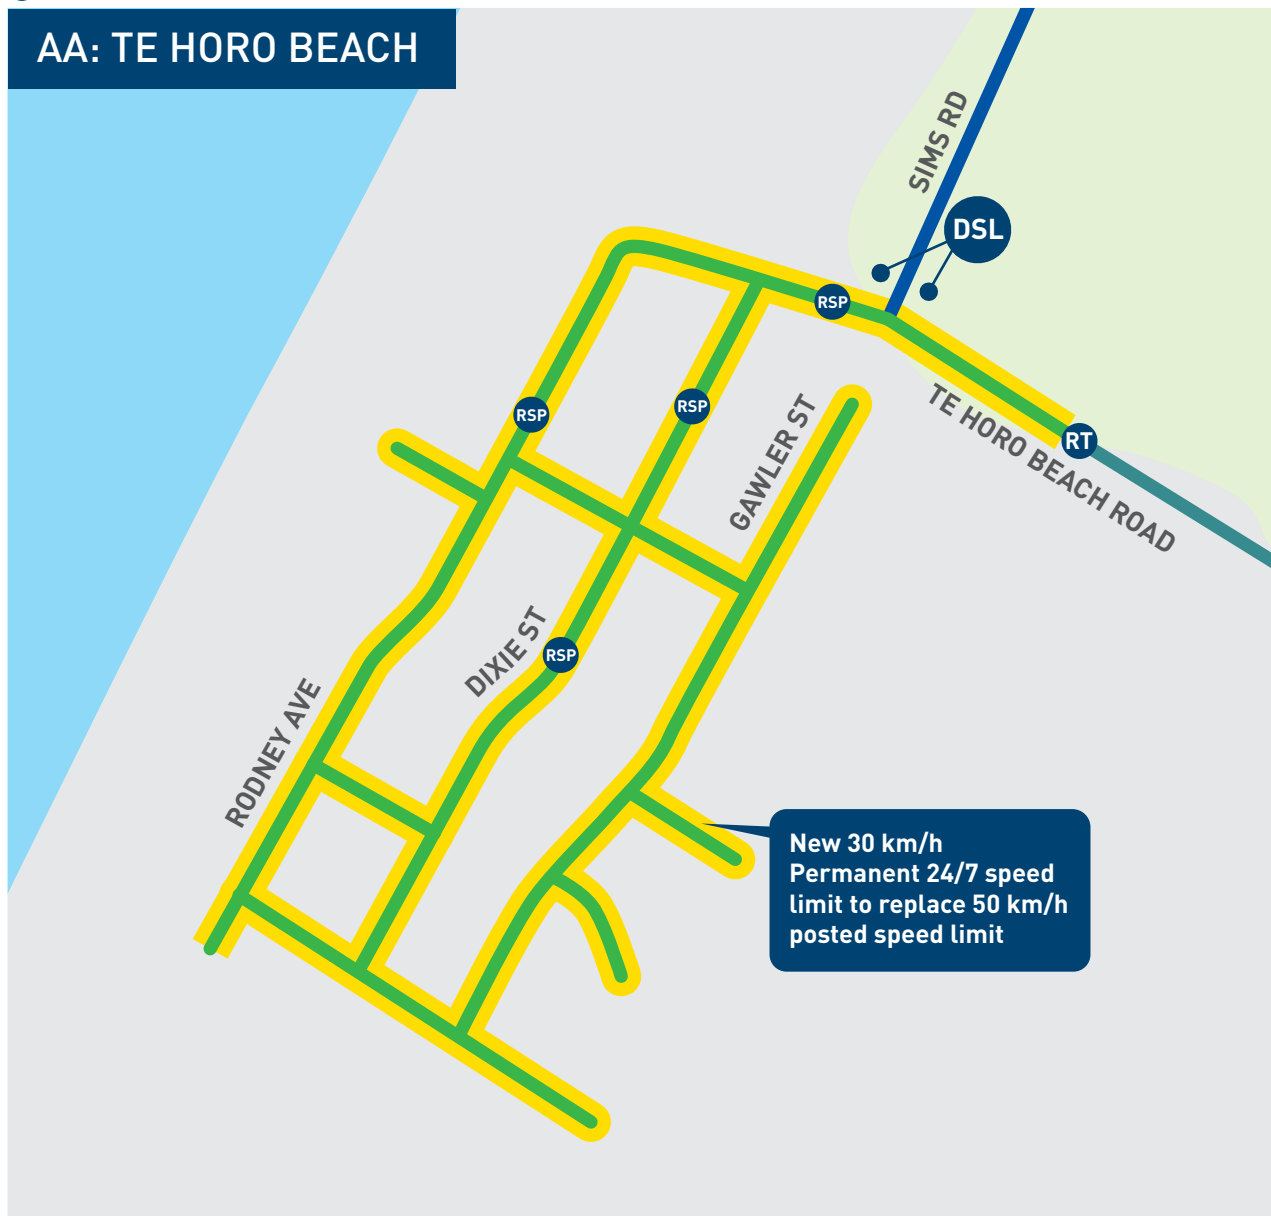 AA: TE HORO BEACH
SIMS RD
DSL
RSP
RSP
RSP
GAWLER ST
TE HORO BEACH ROAD
RT
DIXIE ST
RSP
RODNEY AVE
New 30 km/h
Permanent 24/7 speed
limit to replace 50 km/h
posted speed limit